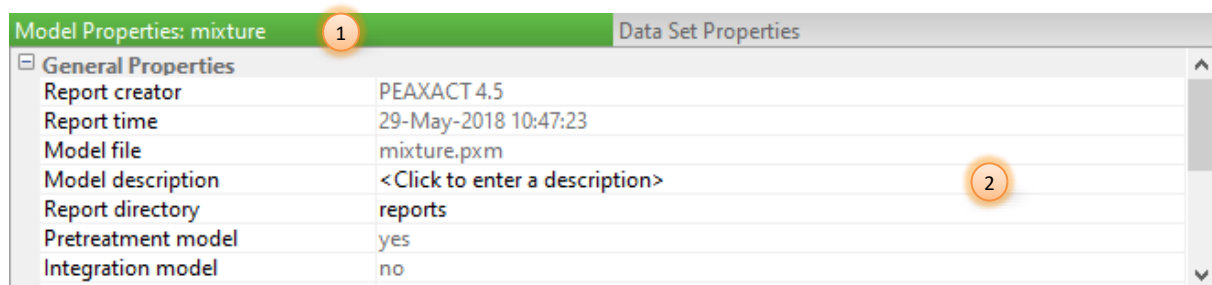 Model Properties: mixture 1 Data Set Properties
General Properties
Report creator PEAXACT 4.5
Report time 29-May-2018 10:47:23
Model file mixture.pxm
Model description <Click to enter a description> 2
Report directory reports
Pretreatment model yes
Integration model no